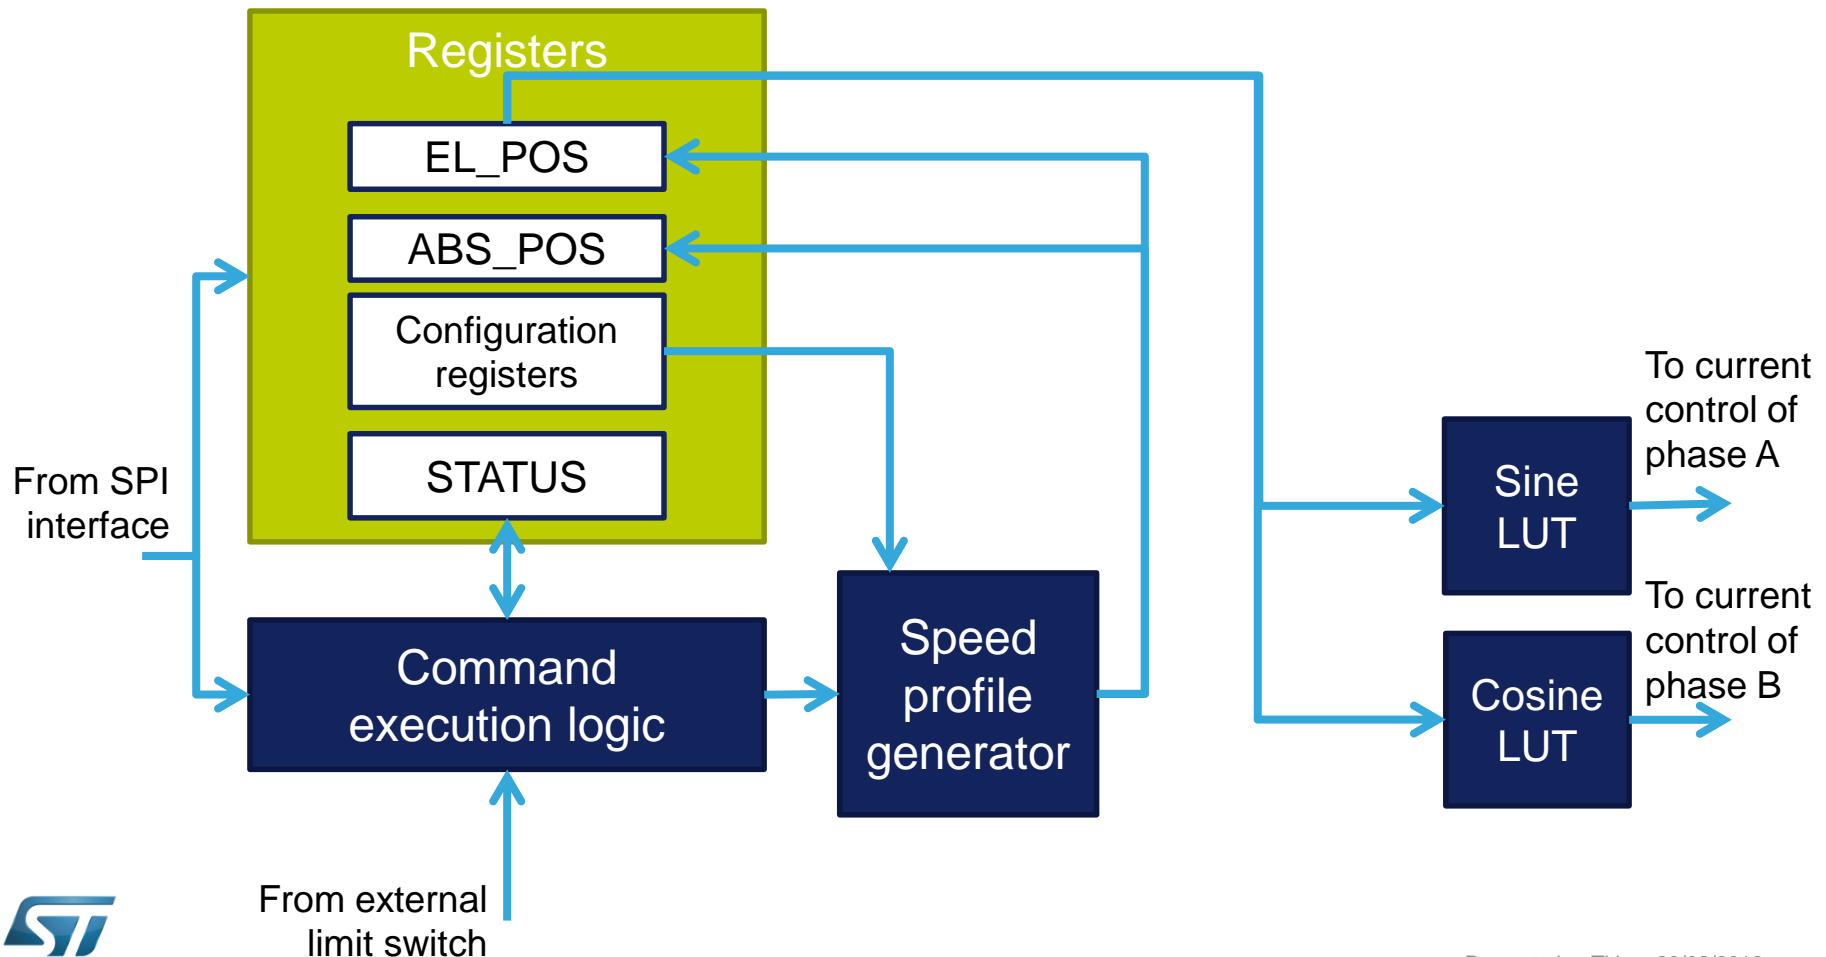 Registers
EL_POS
ABS_POS
Configuration
registers
STATUS
From SPI
interface
Command
execution logic
Speed
profile
generator
From external
limit switch
Sine
LUT
To current
control of
phase A
Cosine
LUT
To current
control of
phase B
ST